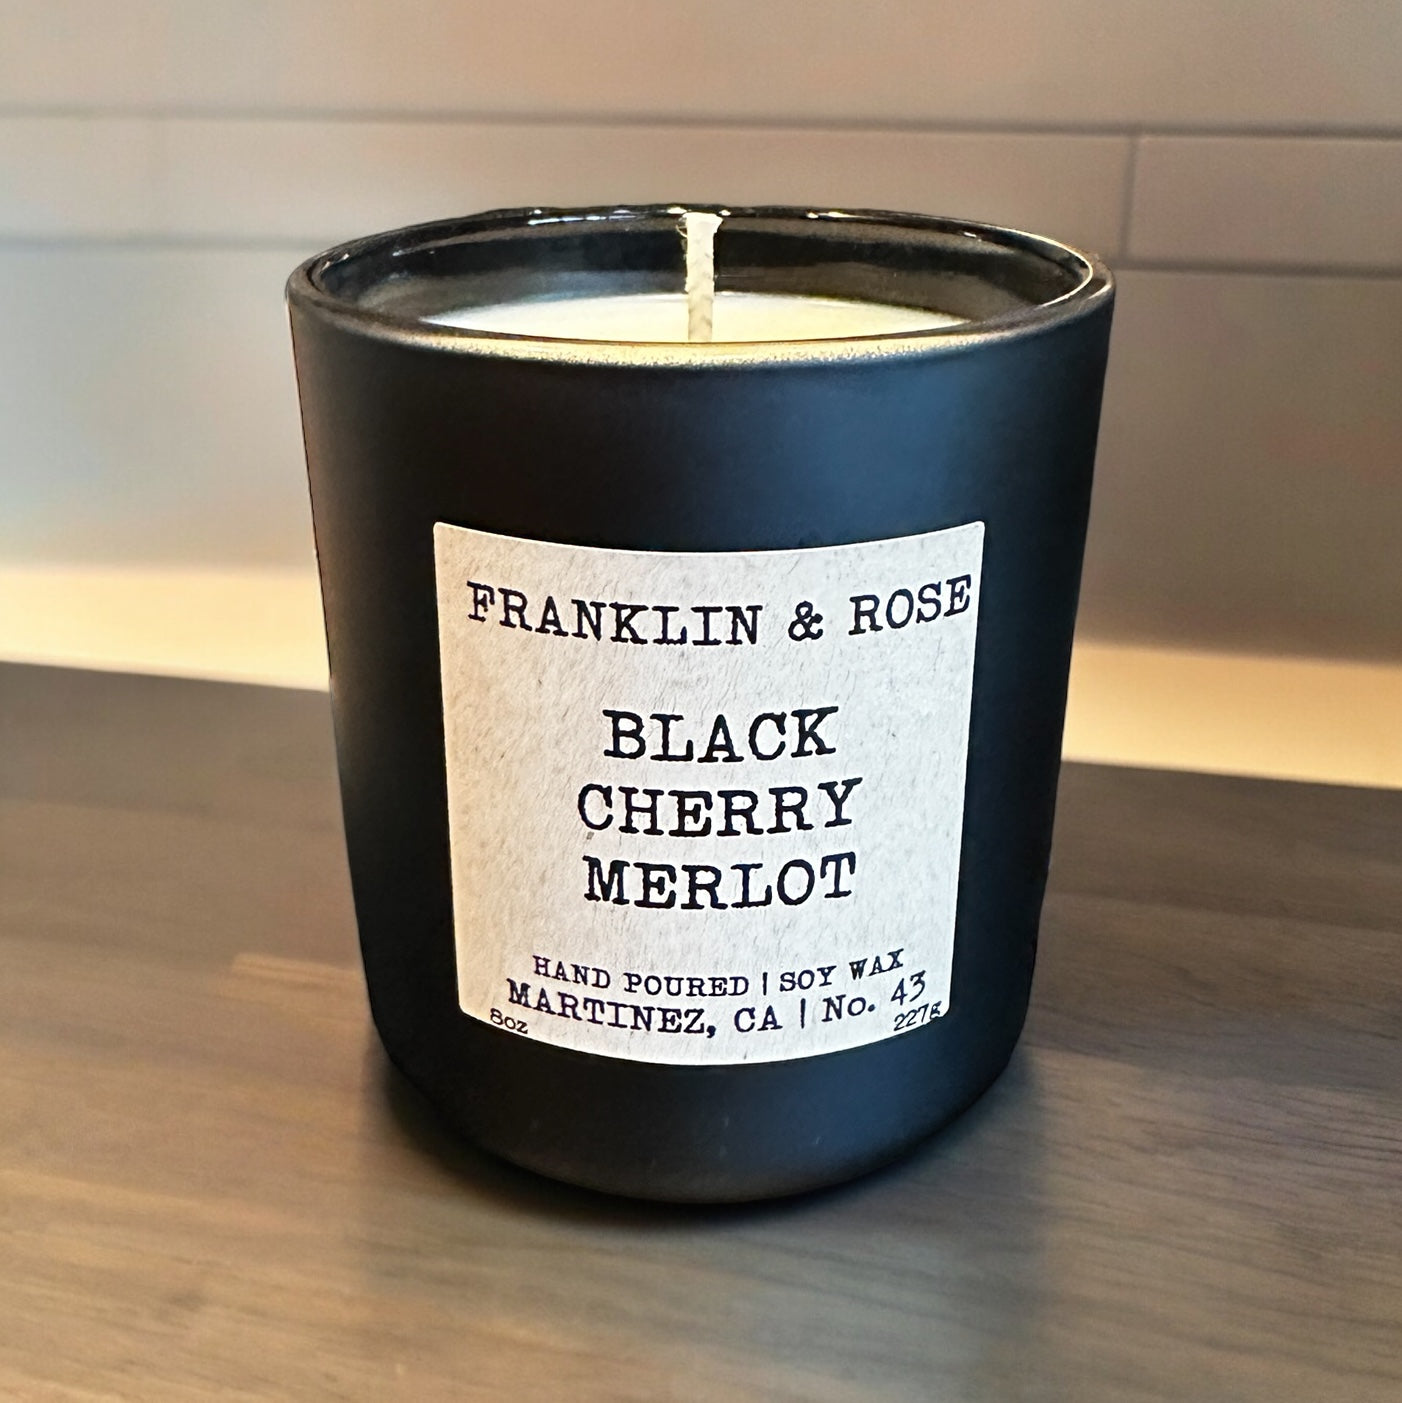 FRANKLIN & ROSE
BLACK
CHERRY
MERLOT
HAND POURED | SOY WAX
MARTINEZ, CA | No. 43
8oz 227g